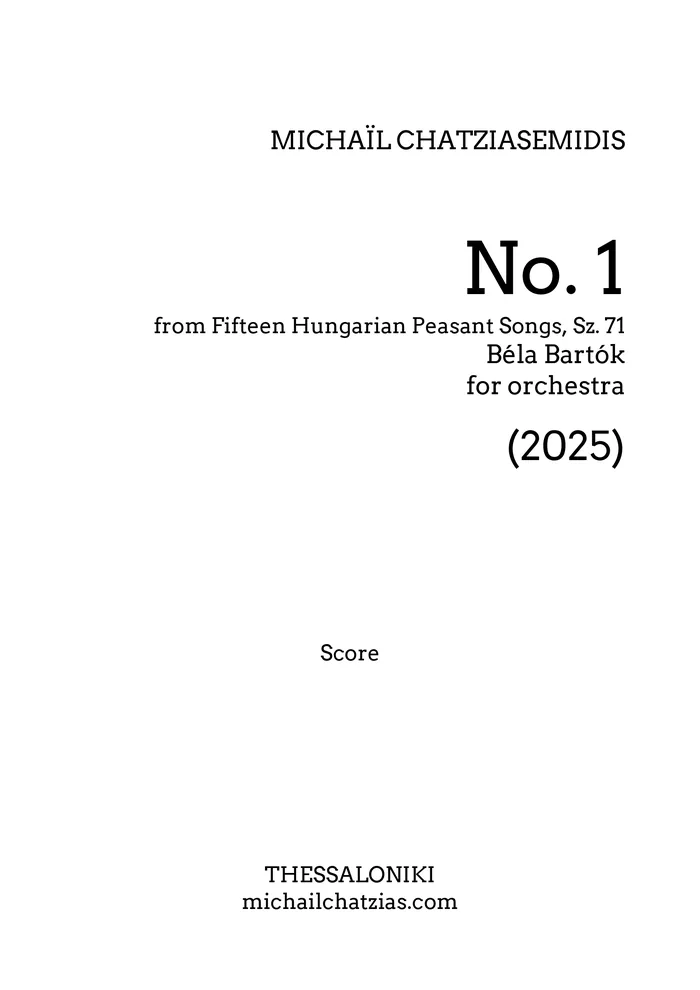 MICHAÏL CHATZIASEMIDIS
No. 1
from Fifteen Hungarian Peasant Songs, Sz. 71
Béla Bartók
for orchestra
(2025)
Score
THESSALONIKI
michailchatzias.com